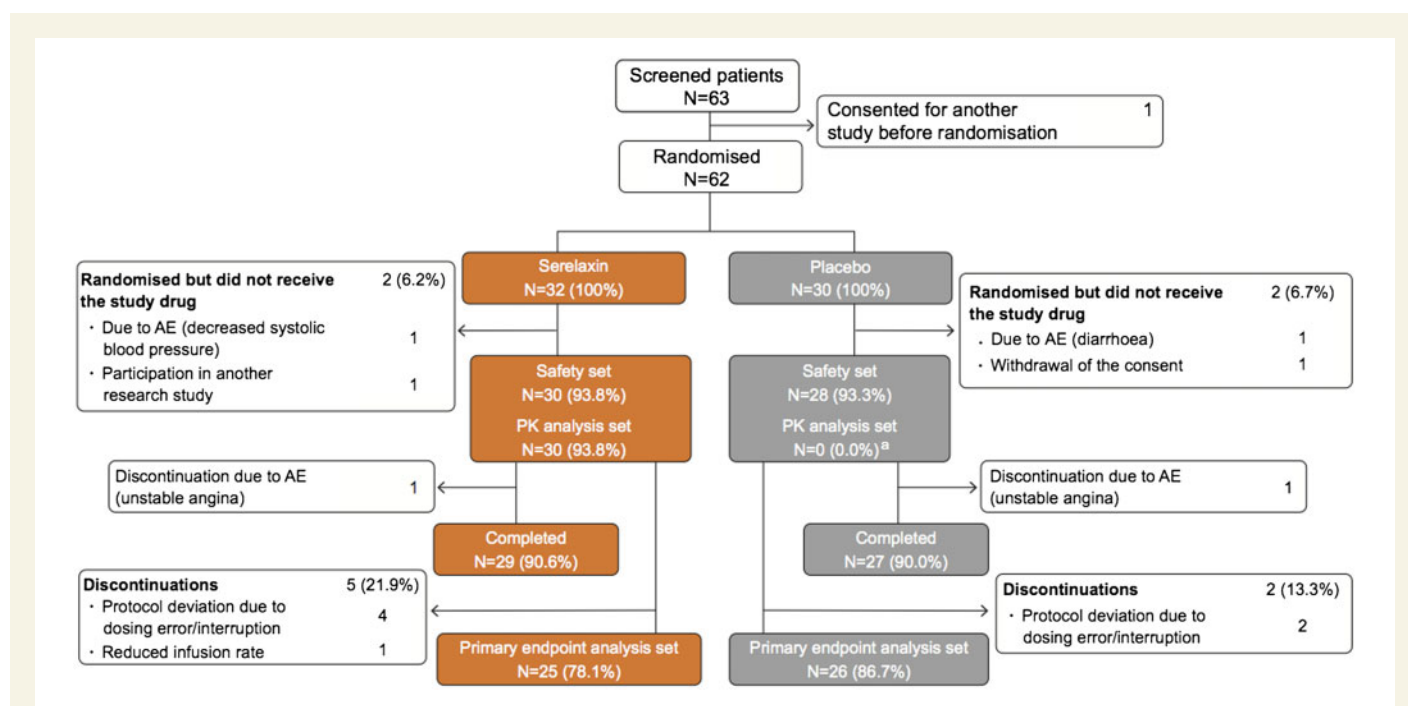 Screened patients
N=63
Consented for another 1
study before randomisation
Randomised
N=62
Serelaxin
N=32 (100%)
Placebo
N=30 (100%)
Randomised but did not receive 2 (6.2%)
the study drug
· Due to AE (decreased systolic 1
blood pressure)
· Participation in another 1
research study
Randomised but did not receive 2 (6.7%)
the study drug
. Due to AE (diarrhoea) 1
· Withdrawal of the consent 1
Safety set
N=30 (93.8%)
PK analysis set
N=30 (93.8%)
Safety set
N=28 (93.3%)
PK analysis set
N=0 (0.0%)a
Discontinuation due to AE 1
(unstable angina)
Discontinuation due to AE 1
(unstable angina)
Completed
N=29 (90.6%)
Completed
N=27 (90.0%)
Discontinuations 5 (21.9%)
· Protocol deviation due to 4
dosing error/interruption
· Reduced infusion rate 1
Discontinuations 2 (13.3%)
· Protocol deviation due to 2
dosing error/interruption
Primary endpoint analysis set
N=25 (78.1%)
Primary endpoint analysis set
N=26 (86.7%)